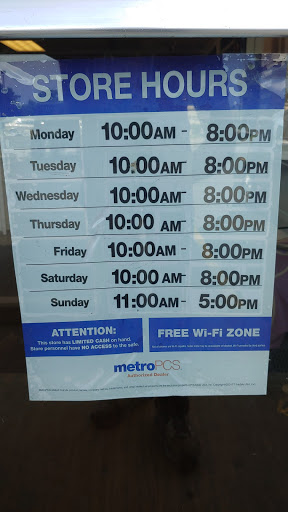 STORE HOURS
Monday 10:00AM - 8:00PM
Tuesday 10:00AM - 8:00PM
Wednesday 10:00AM - 8:00PM
Thursday 10:00 AM - 8:00PM
Friday 10:00AM - 8:00PM
Saturday 10:00 AM - 8:00PM
Sunday 11:00AM - 5:00PM
ATTENTION:
This store has LIMITED CASH on hand.
Store personnel have NO ACCESS to the safe.
FREE Wi-Fi ZONE
metroPCS
Authorized Dealer